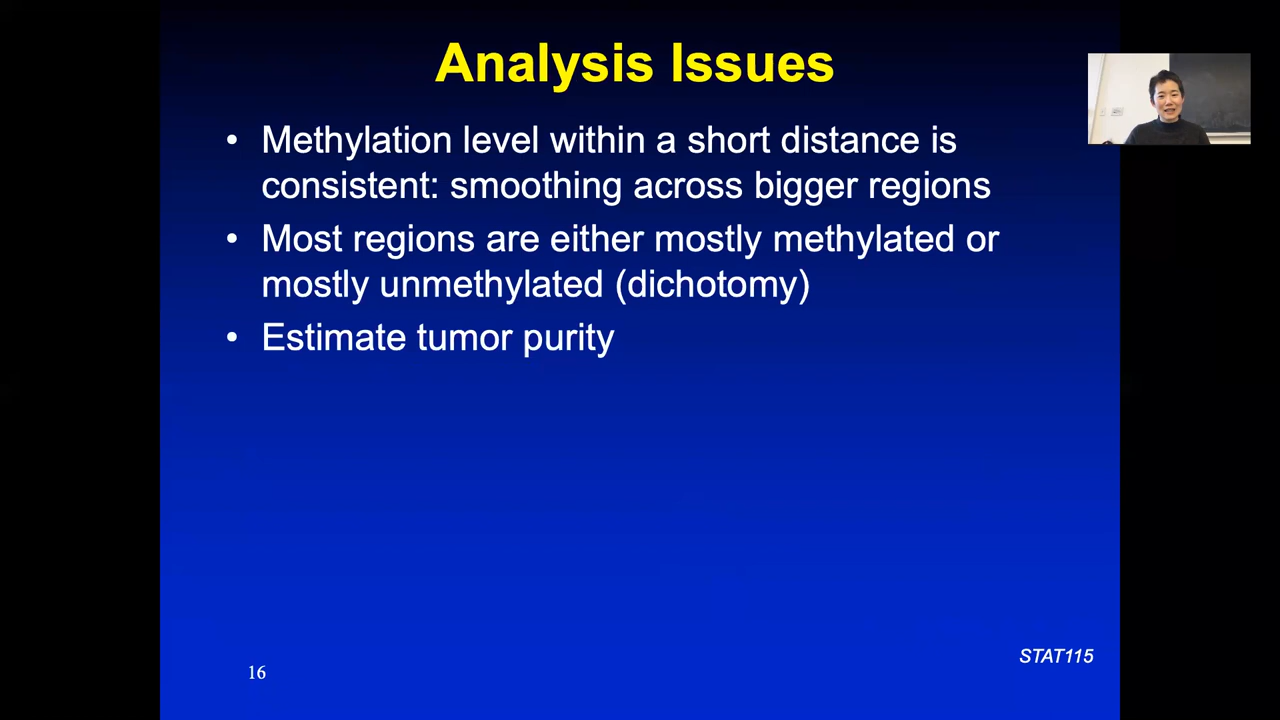 Analysis Issues
• Methylation level within a short distance is
consistent: smoothing across bigger regions
• Most regions are either mostly methylated or
mostly unmethylated (dichotomy)
• Estimate tumor purity
STAT115
16